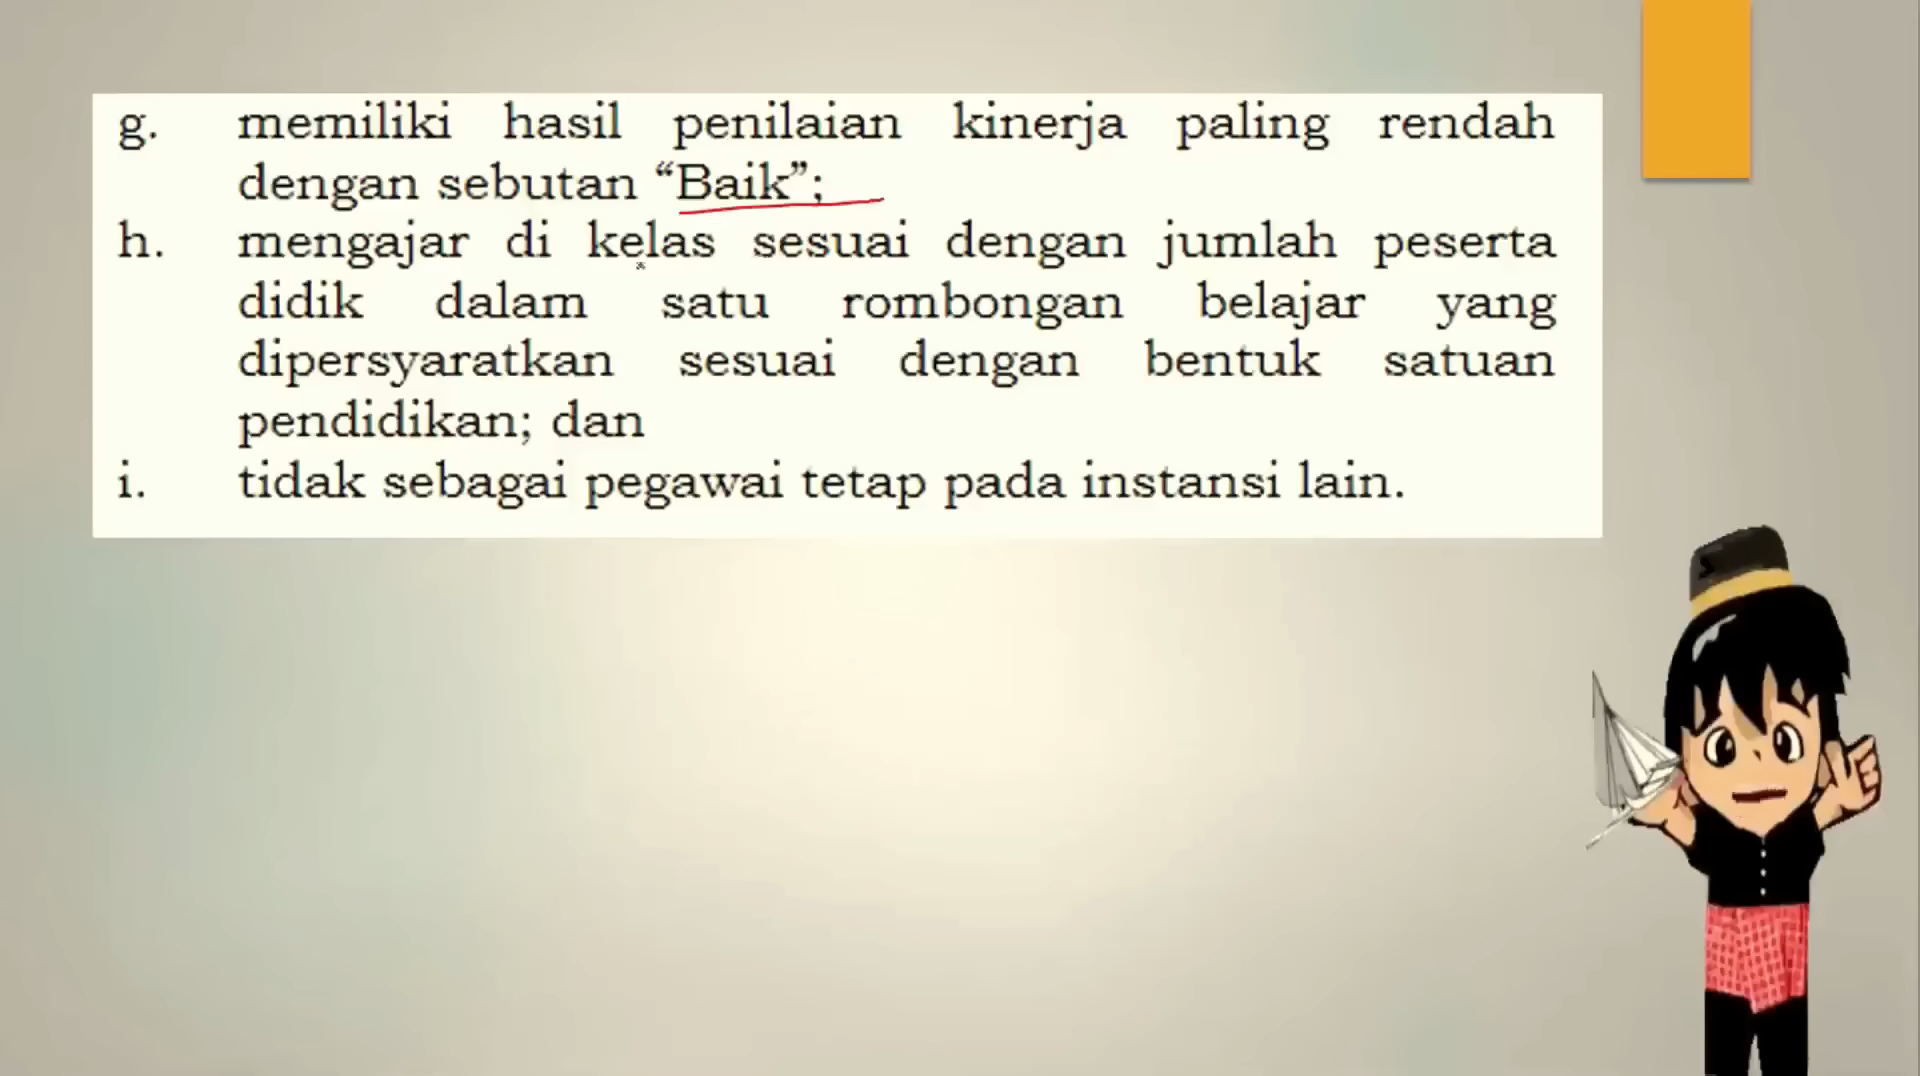 g. memiliki hasil penilaian kinerja paling rendah
dengan sebutan “Baik”;
h. mengajar di kelas sesuai dengan jumlah peserta
didik dalam satu rombongan belajar yang
dipersyaratkan sesuai dengan bentuk satuan
pendidikan; dan
i. tidak sebagai pegawai tetap pada instansi lain.